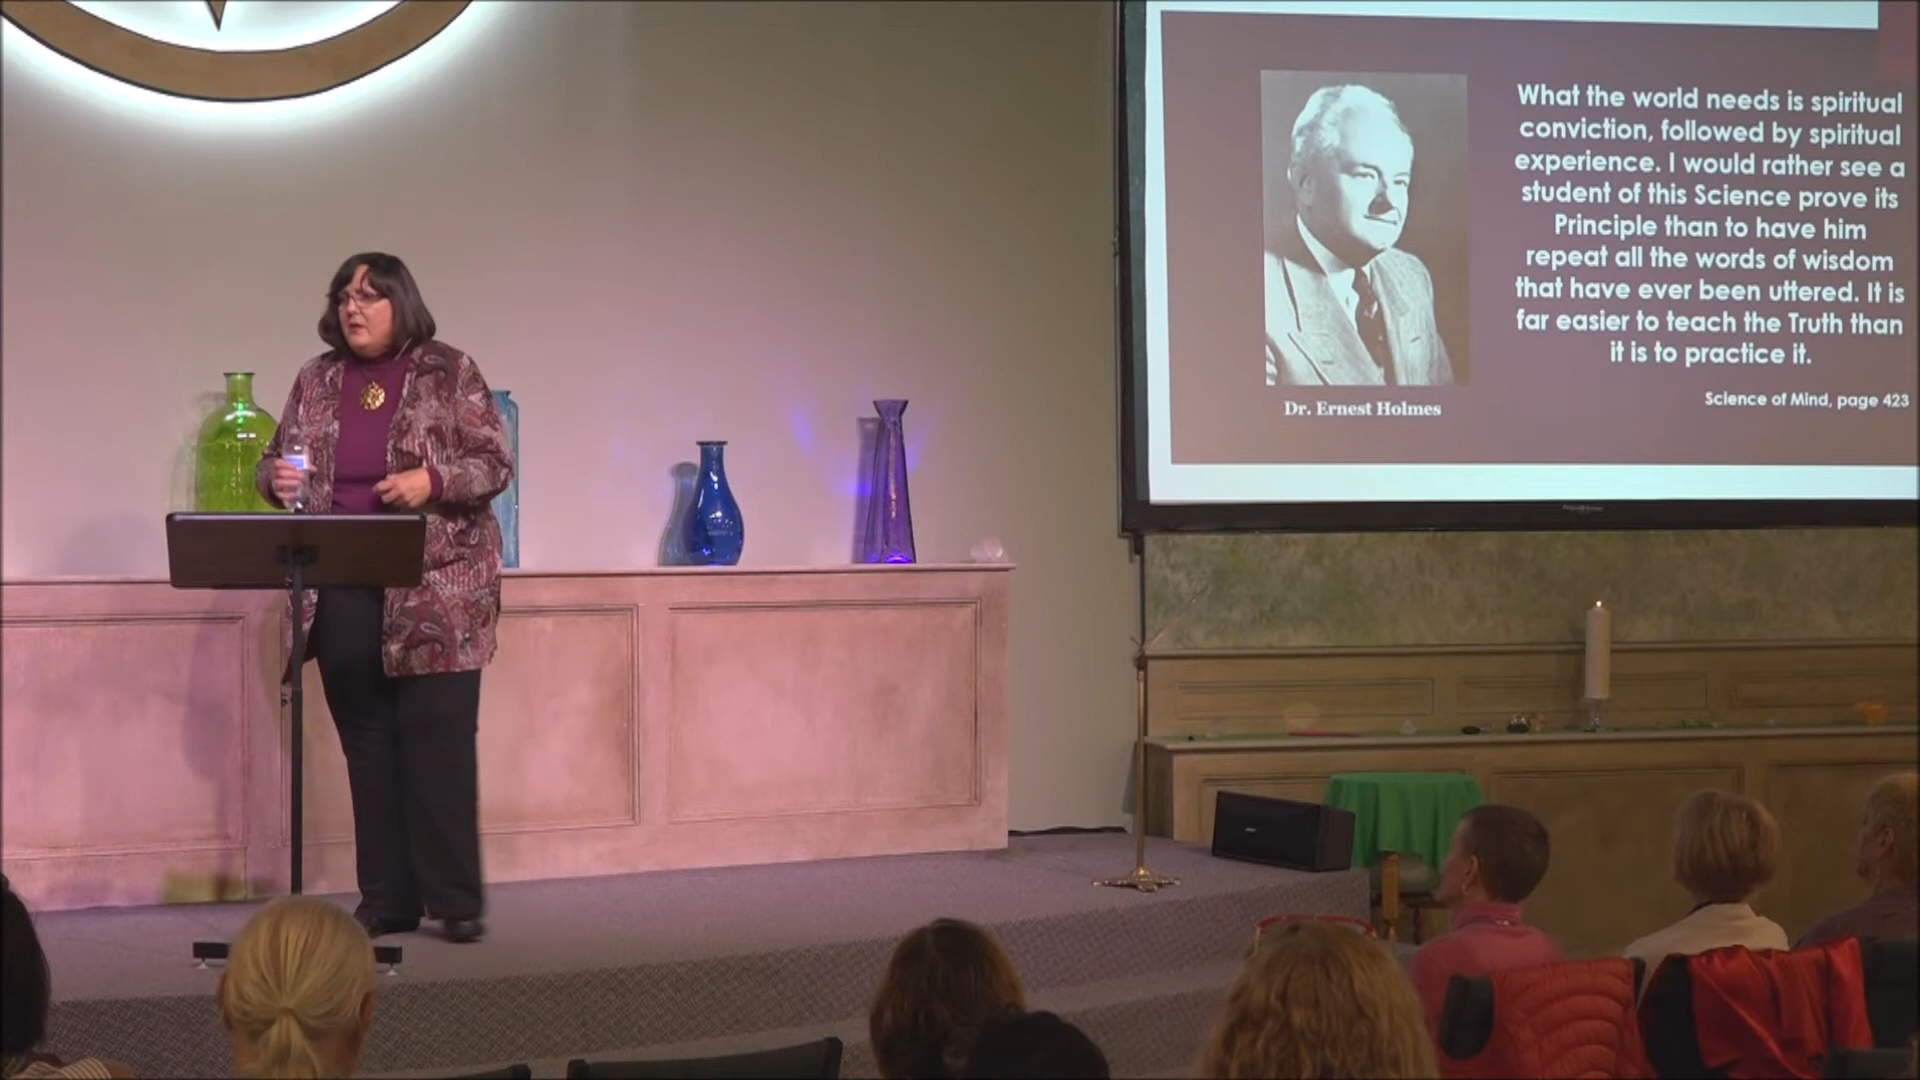 What the world needs is spiritual
conviction, followed by spiritual
experience. I would rather see a
student of this Science prove its
Principle than to have him
repeat all the words of wisdom
that have ever been uttered. It is
far easier to teach the Truth than
it is to practice it.
Science of Mind, page 423
Dr. Ernest Holmes